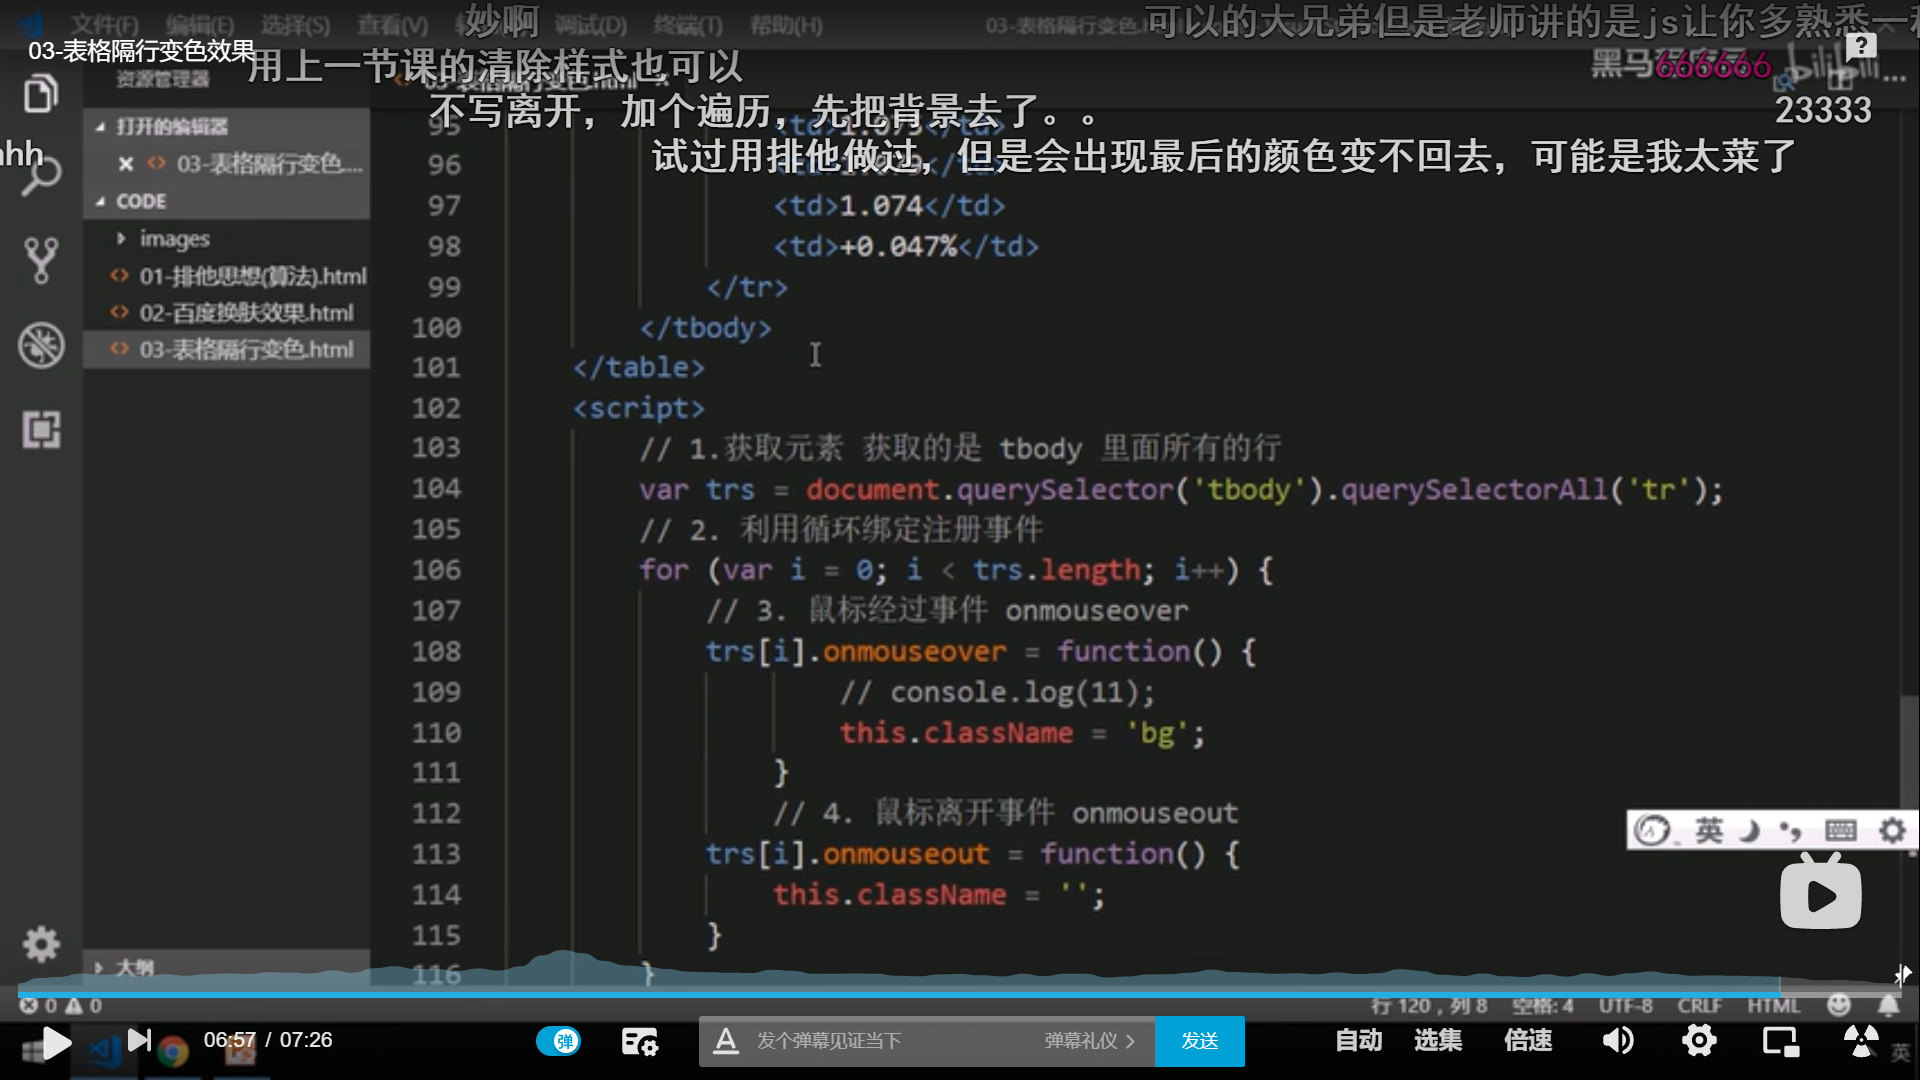 文件(F) 编辑(E) 选择(S) 查看(V) 调试(D) 终端(T) 帮助(H)
妙啊
可以的大兄弟但是老师讲的是js让你多熟悉一
03-表格隔行变色效果
用上一节课的清除样式也可以
黑马程序员
666666
bilibili
资源管理器
不写离开，加个遍历，先把背景去了。。
23333
hh
试过用排他做过，但是会出现最后的颜色变不回去，可能是我太菜了
打开的编辑器
03-表格隔行变色....
CODE
images
01-排他思想(算法).html
02-百度换肤效果.html
03-表格隔行变色.html
大纲
95
96
97 <td>1.074</td>
98 <td>+0.047%</td>
99 </tr>
100 </tbody>
101 </table>
102 <script>
103 // 1.获取元素 获取的是 tbody 里面所有的行
104 var trs = document.querySelector('tbody').querySelectorAll('tr');
105 // 2. 利用循环绑定注册事件
106 for (var i = 0; i < trs.length; i++) {
107 // 3. 鼠标经过事件 onmouseover
108 trs[i].onmouseover = function() {
109 // console.log(11);
110 this.className = 'bg';
111 }
112 // 4. 鼠标离开事件 onmouseout
113 trs[i].onmouseout = function() {
114 this.className = '';
115 }
116 }
英
0 0
行 120，列 8 空格: 4 UTF-8 CRLF HTML
06:57 / 07:26
弹
发个弹幕见证当下
弹幕礼仪
发送
自动 选集 倍速
英